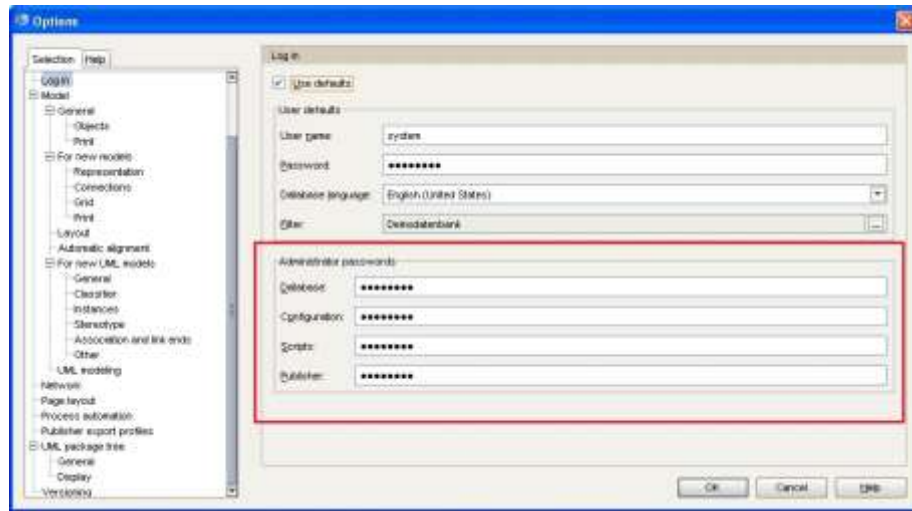 Options
Selection Help
Log in
Model
General
Objects
Print
For new models
Representation
Connections
Grid
Print
Layout
Automatic alignment
For new UML models
General
Classifier
Instances
Stereotype
Association and link ends
Other
UML modeling
Network
Page layout
Process automation
Publisher export profiles
UML package tree
General
Display
Versioning
Log in
Use defaults
User defaults
User name: system
Password: ●●●●●●●●
Database language: English (United States)
Filter: Demodatenbank ...
Administrator passwords
Database: ●●●●●●●●
Configuration: ●●●●●●●●
Scripts: ●●●●●●●●
Publisher: ●●●●●●●●
OK Cancel Help